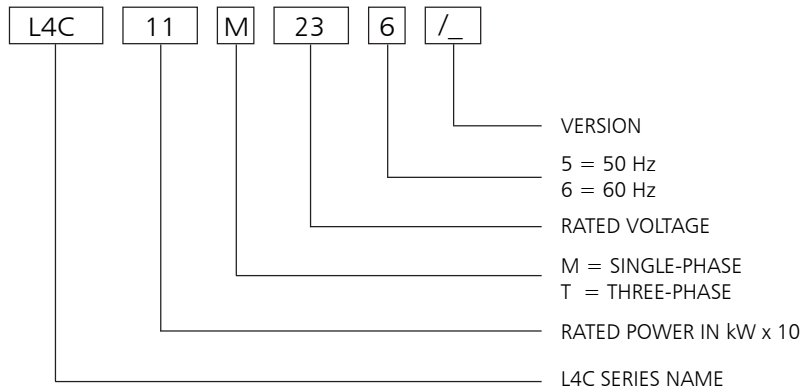 L4C 11 M 23 6 /_
VERSION
5 = 50 Hz
6 = 60 Hz
RATED VOLTAGE
M = SINGLE-PHASE
T = THREE-PHASE
RATED POWER IN kW x 10
L4C SERIES NAME